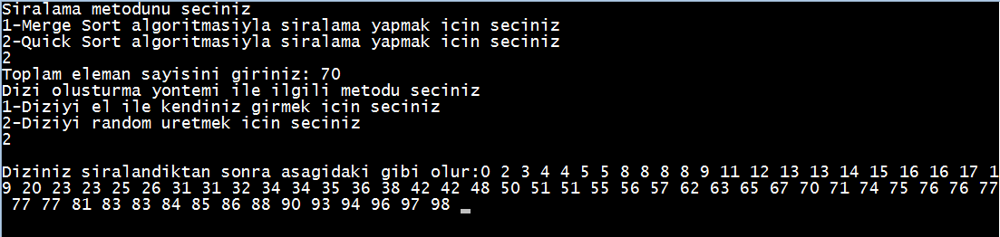 Siralama metodunu seciniz
1-Merge Sort algoritmasiyla siralama yapmak icin seciniz
2-Quick Sort algoritmasiyla siralama yapmak icin seciniz
2
Toplam eleman sayisini giriniz: 70
Dizi olusturma yontemi ile ilgili metodu seciniz
1-Diziyi el ile kendiniz girmek icin seciniz
2-Diziyi random uretmek icin seciniz
2
Diziniz siralandiktan sonra asagidaki gibi olur:0 2 3 4 4 5 5 8 8 8 8 9 11 12 13 13 14 15 16 16 17 1
9 20 23 23 25 26 31 31 32 34 34 35 36 38 42 42 48 50 51 51 55 56 57 62 63 65 67 70 71 74 75 76 76 77
77 77 81 83 83 84 85 86 88 90 93 94 96 97 98